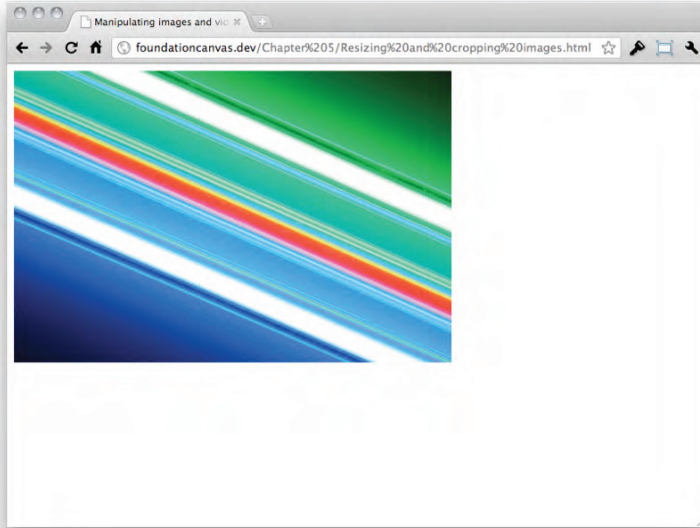 Manipulating images and vic
foundationcanvas.dev/Chapter%205/Resizing%20and%20cropping%20images.html